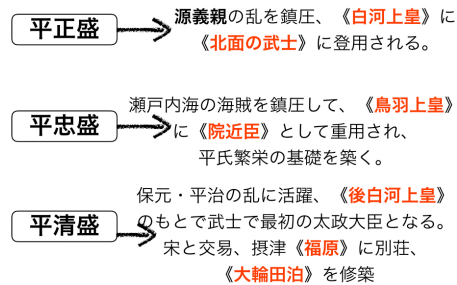 平正盛
源義親の乱を鎮圧、《白河上皇》に
《北面の武士》に登用される。
平忠盛
瀬戸内海の海賊を鎮圧して、《鳥羽上皇》
に《院近臣》として重用され、
平氏繁栄の基礎を築く。
平清盛
保元・平治の乱に活躍、《後白河上皇》
のもとで武士で最初の太政大臣となる。
宋と交易、摂津《福原》に別荘、
《大輪田泊》を修築